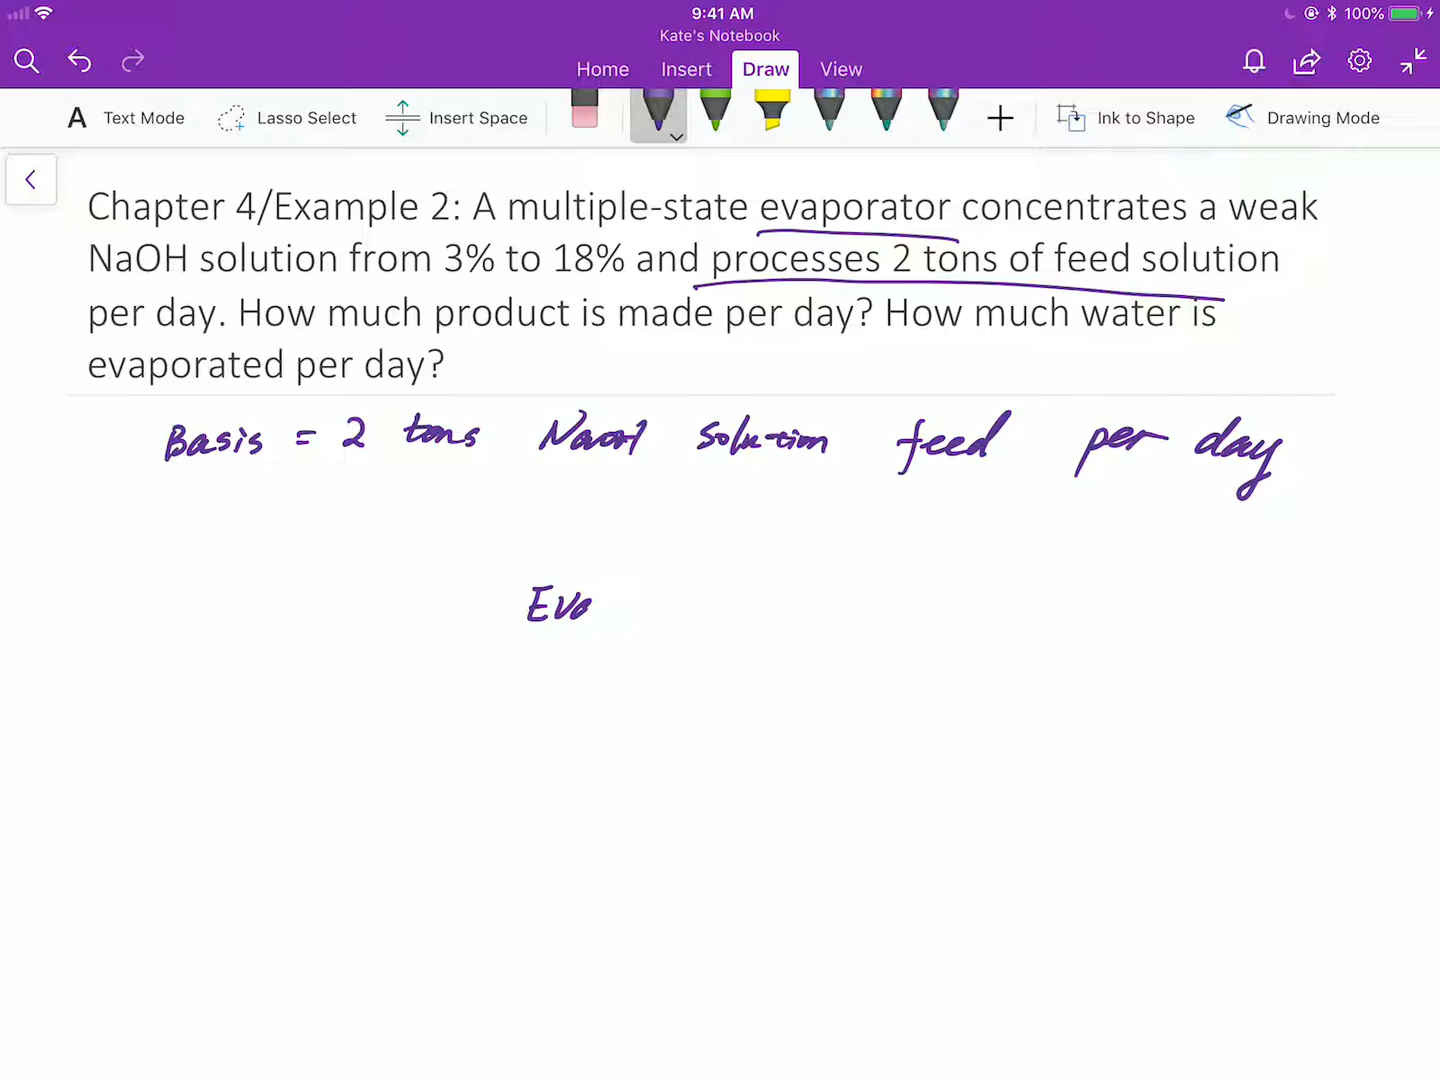 9:41 AM
100%
Kate's Notebook
Home Insert Draw View
A Text Mode Lasso Select Insert Space Ink to Shape Drawing Mode
Chapter 4/Example 2: A multiple-state evaporator concentrates a weak
NaOH solution from 3% to 18% and processes 2 tons of feed solution
per day. How much product is made per day? How much water is
evaporated per day?
Basis = 2 tons NaOH solution feed per day
Eva